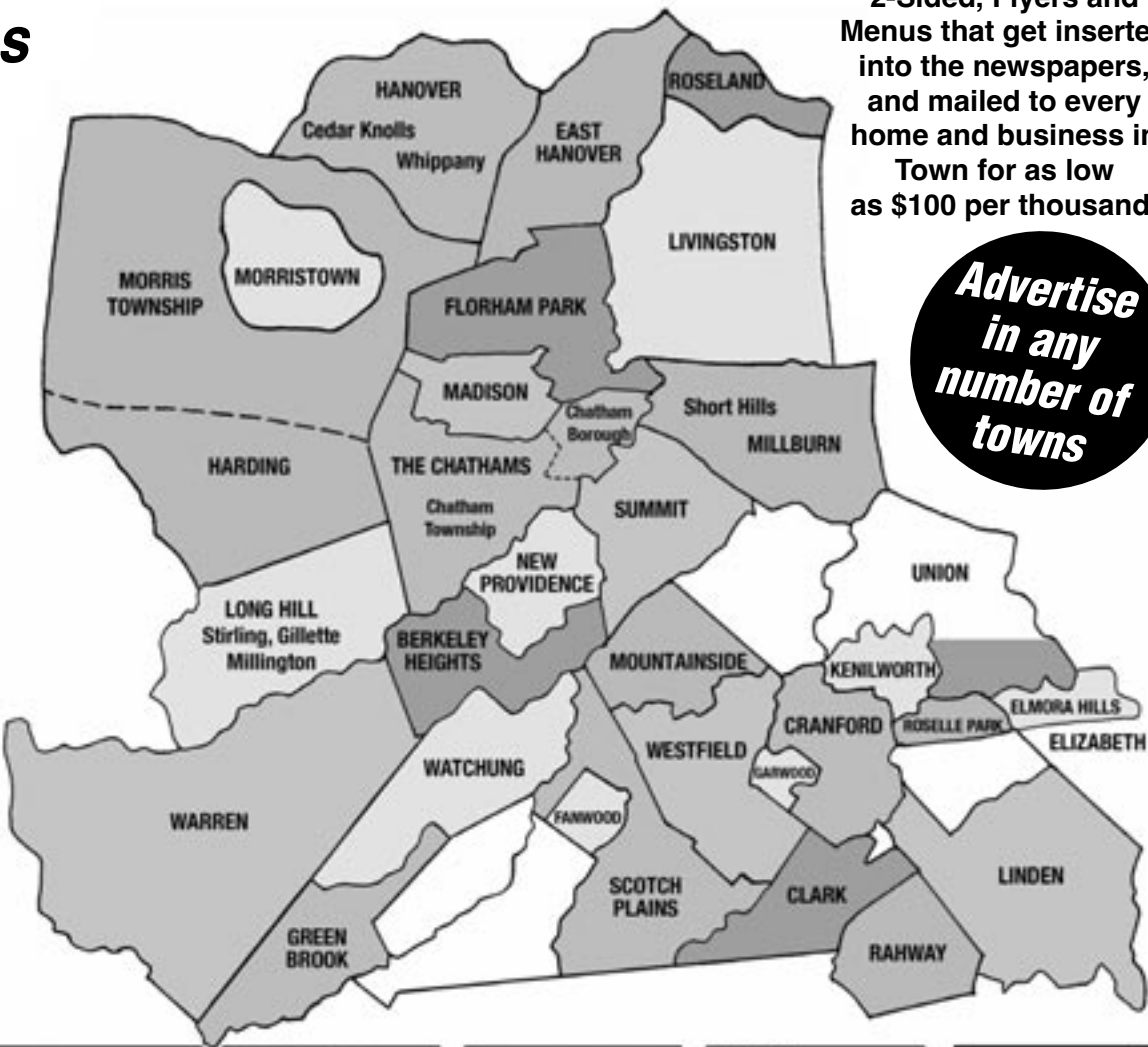 s
2-Sided, Flyers and
Menus that get inserte
into the newspapers,
and mailed to every
home and business i
Town for as low
as $100 per thousand
Advertise
in any
number of
towns
HANOVER
Cedar Knolls
Whippany
EAST
HANOVER
ROSELAND
LIVINGSTON
MORRIS
TOWNSHIP
MORRISTOWN
FLORHAM PARK
MADISON
Chatham
Borough
Short Hills
MILLBURN
HARDING
THE CHATHAMS
Chatham
Township
SUMMIT
NEW
PROVIDENCE
UNION
LONG HILL
Stirling, Gillette
Millington
BERKELEY
HEIGHTS
MOUNTAINSIDE
KENILWORTH
ELMORA HILLS
ROSELLE PARK
ELIZABETH
CRANFORD
WESTFIELD
GARWOOD
WATCHUNG
WARREN
FANWOOD
SCOTCH
PLAINS
CLARK
LINDEN
GREEN
BROOK
RAHWAY